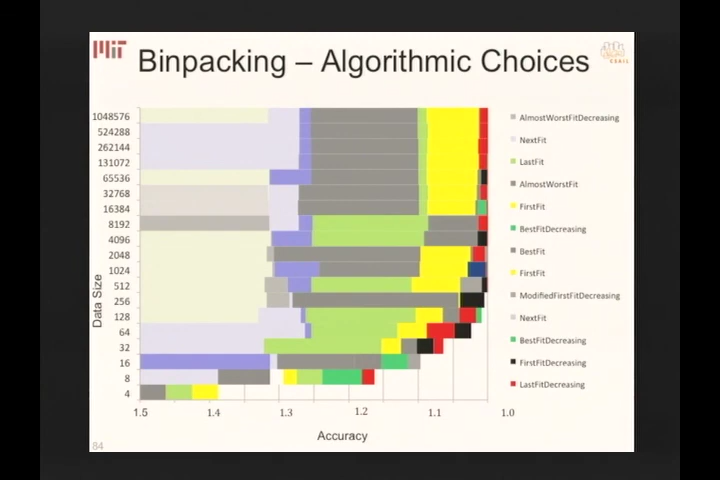 MIT
Binpacking – Algorithmic Choices
CSAIL
1048576
524288
262144
131072
65536
32768
16384
8192
4096
2048
1024
512
256
128
64
32
16
8
4
Data Size
1.5 1.4 1.3 1.2 1.1 1.0
Accuracy
AlmostWorstFitDecreasing
NextFit
LastFit
AlmostWorstFit
FirstFit
BestFitDecreasing
BestFit
FirstFit
ModifiedFirstFitDecreasing
NextFit
BestFitDecreasing
FirstFitDecreasing
LastFitDecreasing
84